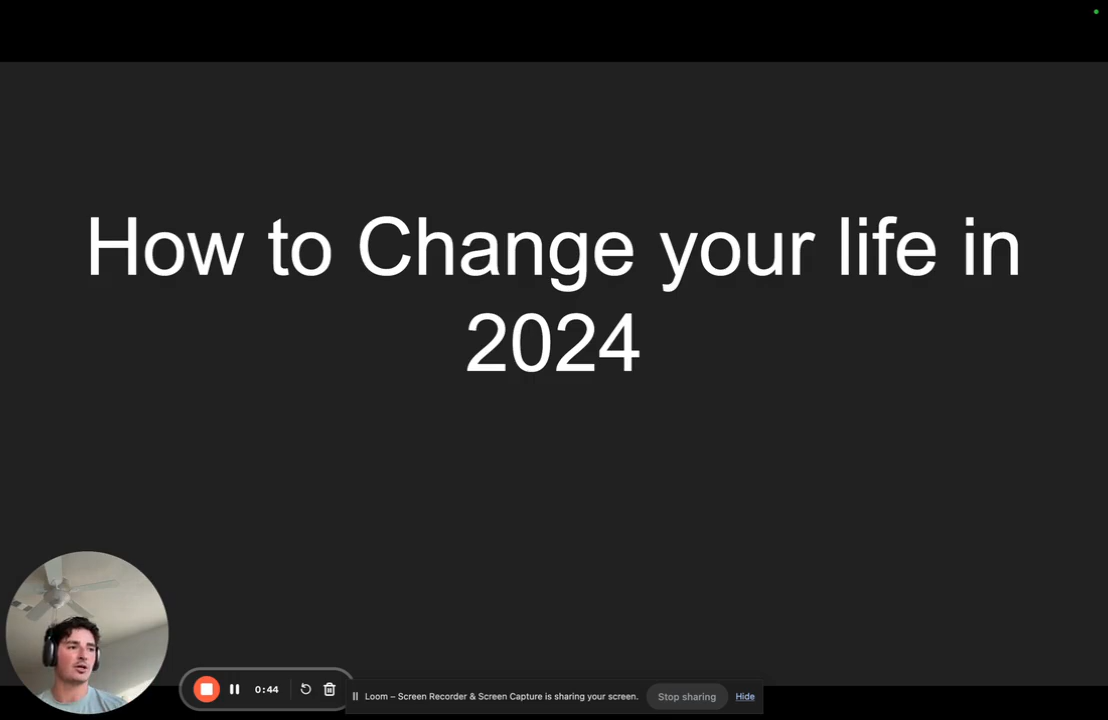 How to Change your life in
2024
0:44
Loom – Screen Recorder & Screen Capture is sharing your screen.
Stop sharing
Hide